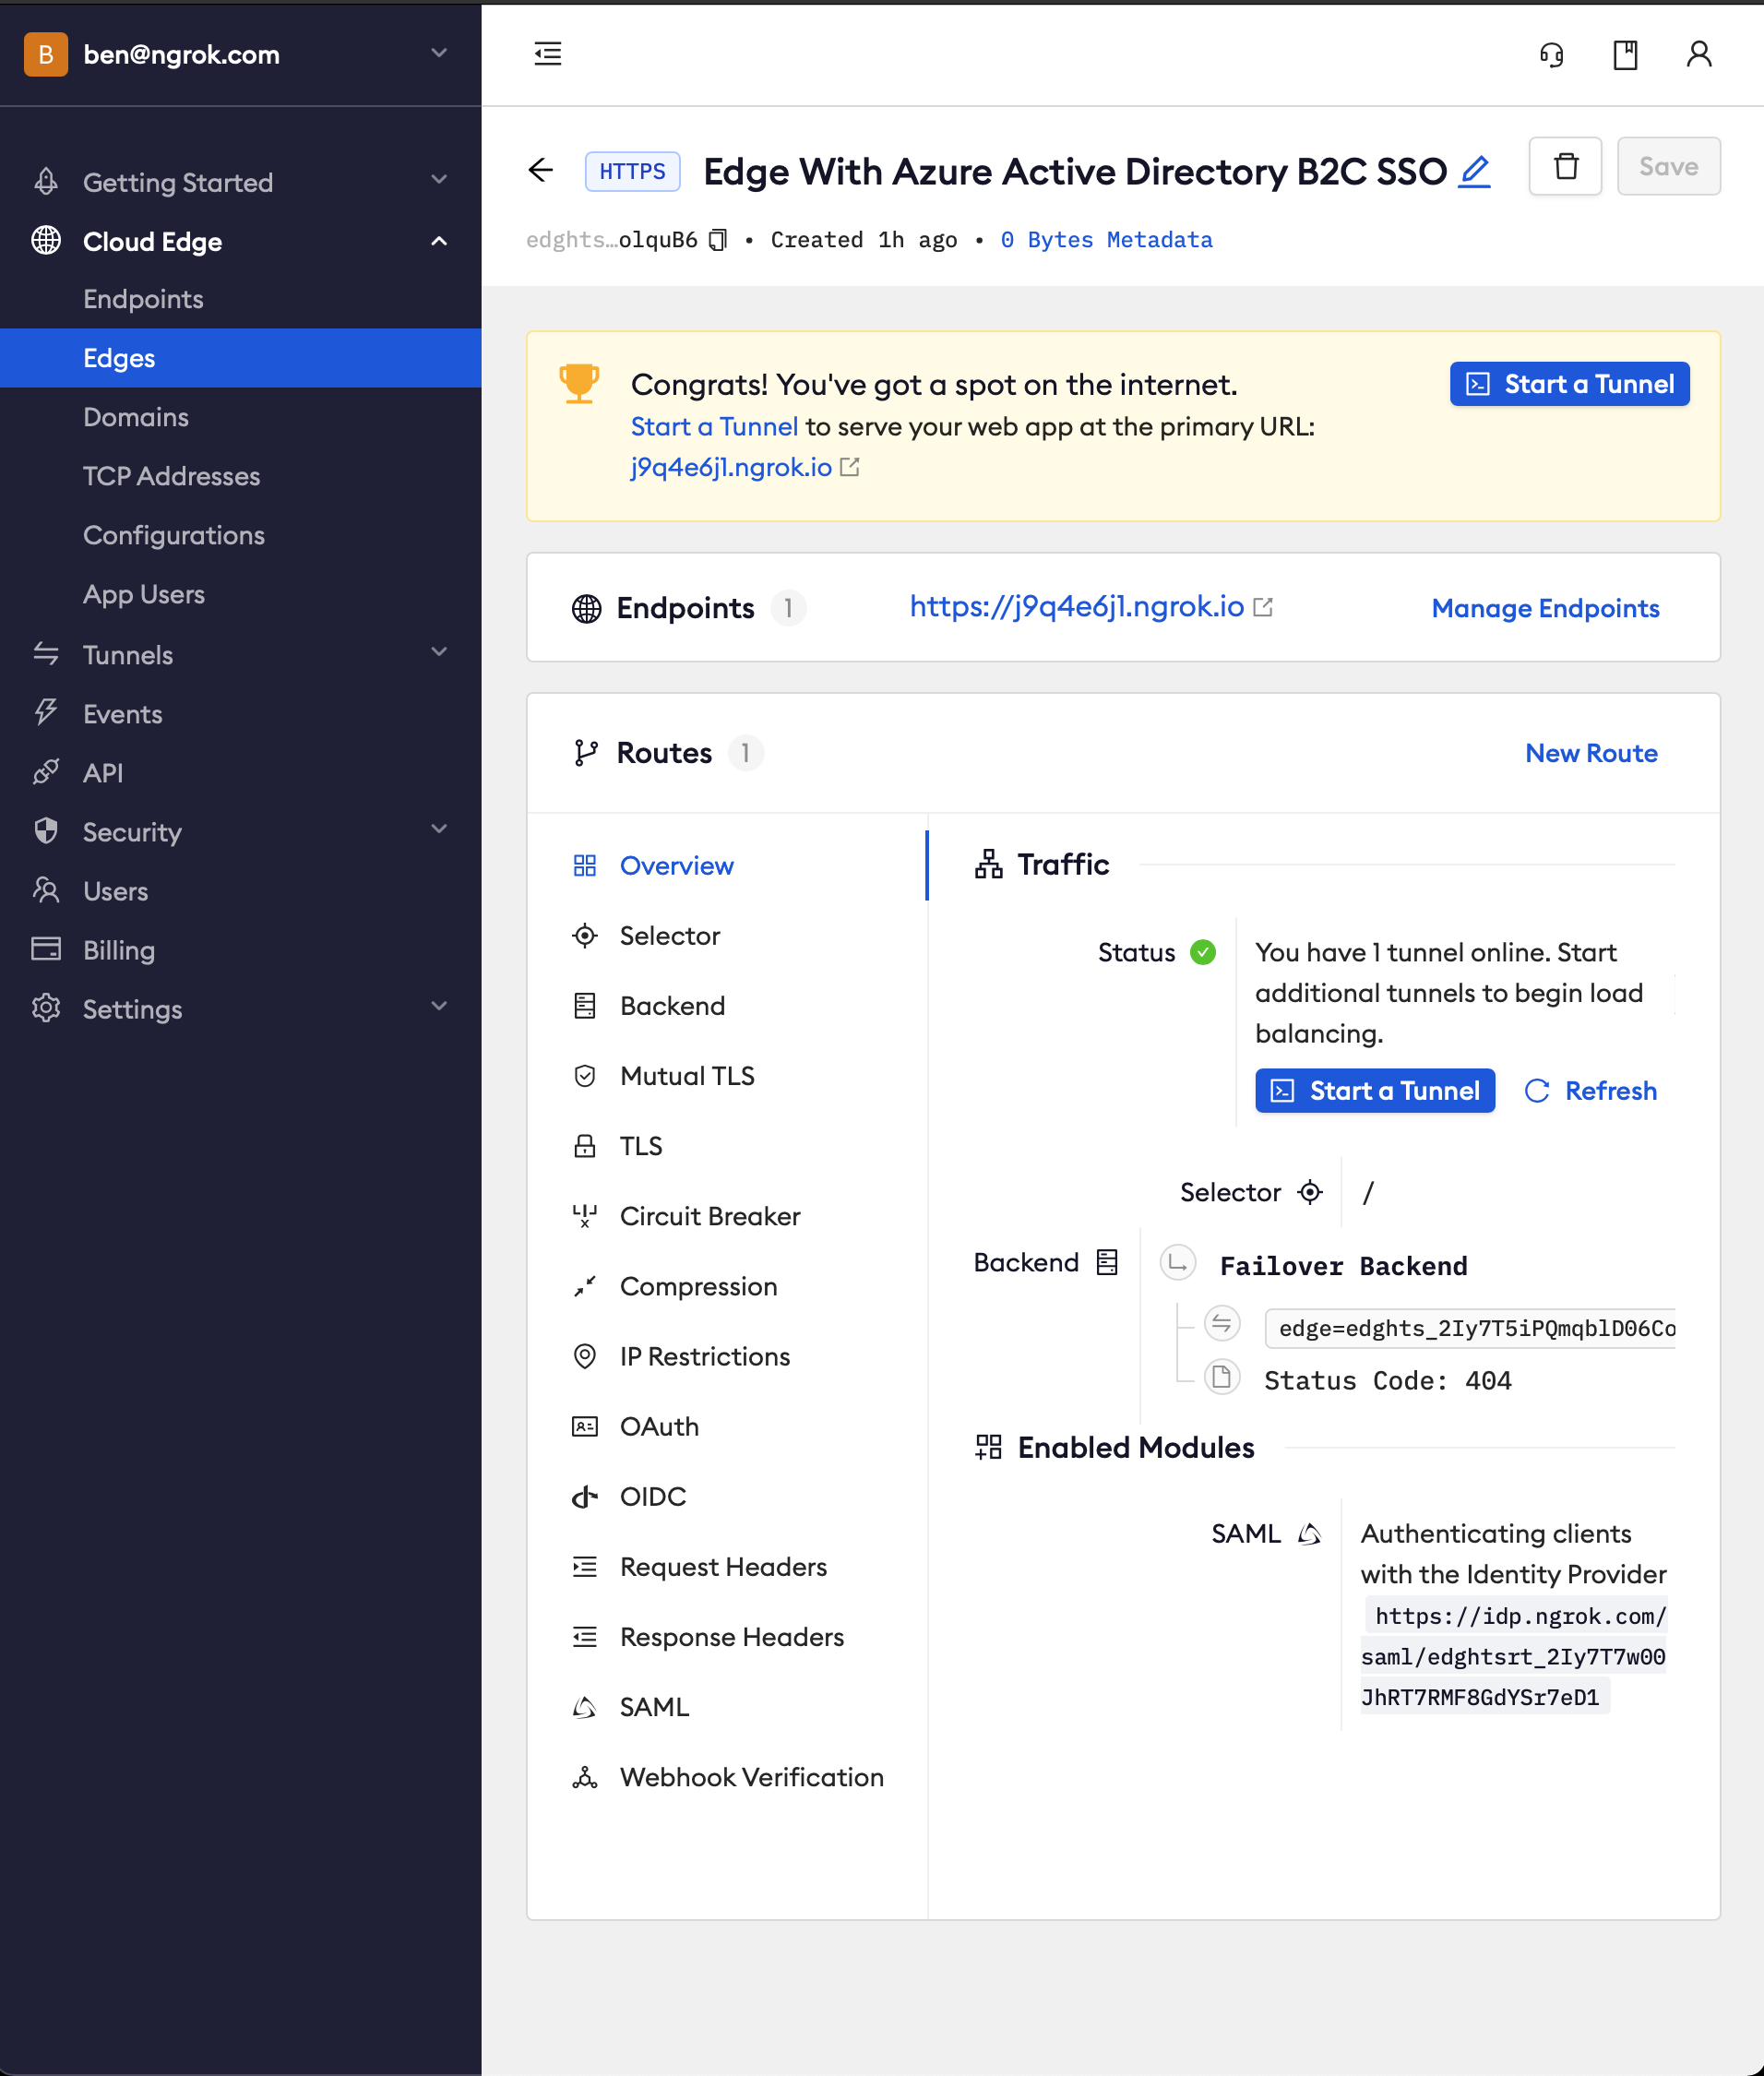 B ben@ngrok.com
Getting Started
Cloud Edge
Endpoints
Edges
Domains
TCP Addresses
Configurations
App Users
Tunnels
Events
API
Security
Users
Billing
Settings
HTTPS Edge With Azure Active Directory B2C SSO
Save
edghts…olquB6 • Created 1h ago • 0 Bytes Metadata
Congrats! You've got a spot on the internet.
Start a Tunnel to serve your web app at the primary URL:
j9q4e6j1.ngrok.io
Start a Tunnel
Endpoints 1 https://j9q4e6j1.ngrok.io Manage Endpoints
Routes 1 New Route
Overview
Selector
Backend
Mutual TLS
TLS
Circuit Breaker
Compression
IP Restrictions
OAuth
OIDC
Request Headers
Response Headers
SAML
Webhook Verification
Traffic
Status
You have 1 tunnel online. Start
additional tunnels to begin load
balancing.
Start a Tunnel Refresh
Selector /
Backend Failover Backend
edge=edghts_2Iy7T5iPQmqblD06Co
Status Code: 404
Enabled Modules
SAML
Authenticating clients
with the Identity Provider
https://idp.ngrok.com/
saml/edghtsrt_2Iy7T7w00
JhRT7RMF8GdYSr7eD1